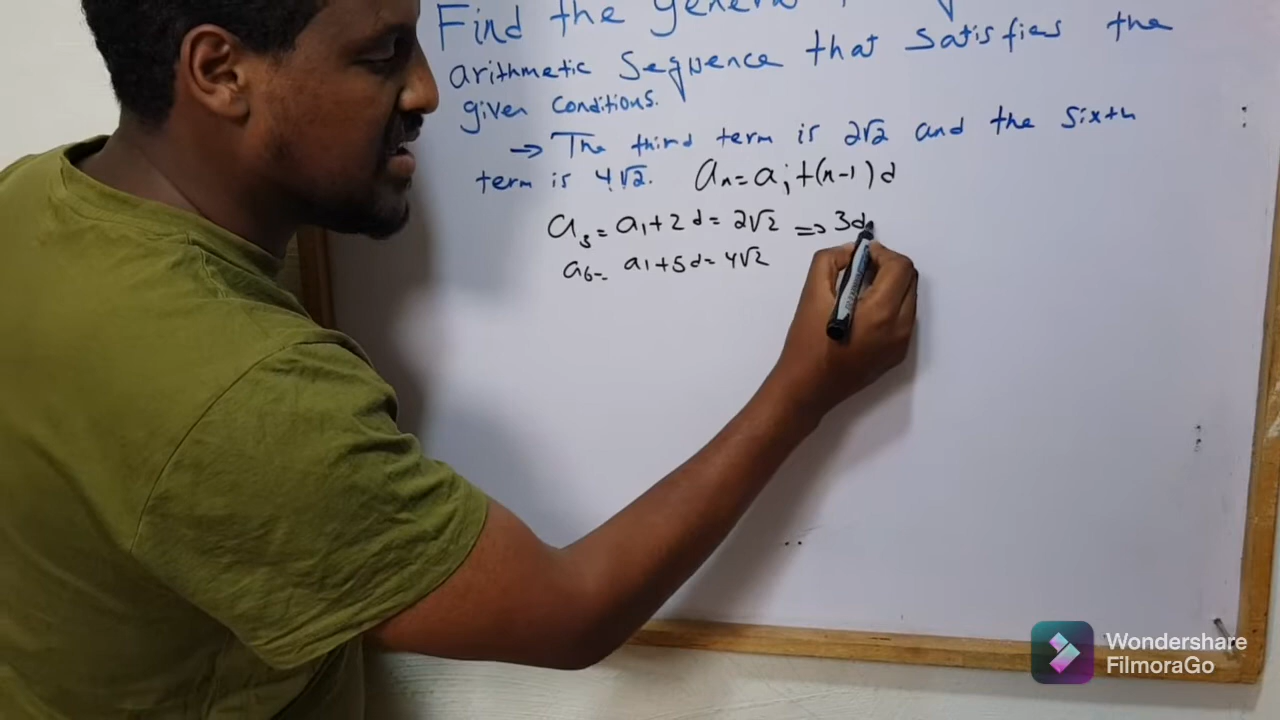 Find the
arithmetic Sequence that satisfies the
given conditions.
→ The third term is 2√2 and the sixth
term is 4√2. aₙ = a₁ + (n-1)d
a₃ = a₁ + 2d = 2√2 ⇒ 3d
a₆ = a₁ + 5d = 4√2
Wondershare
FilmoraGo